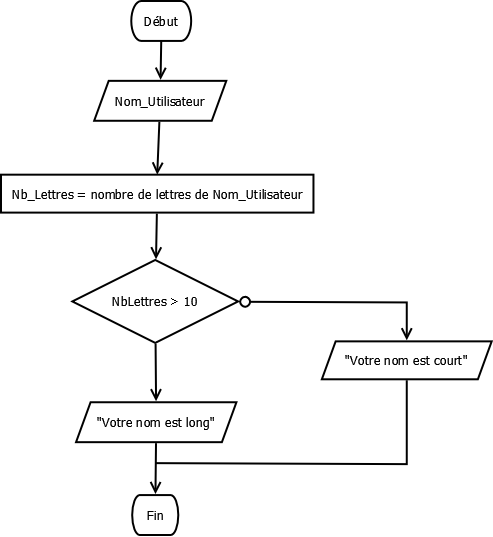 Début
Nom_Utilisateur
Nb_Lettres = nombre de lettres de Nom_Utilisateur
NbLettres > 10
"Votre nom est court"
"Votre nom est long"
Fin